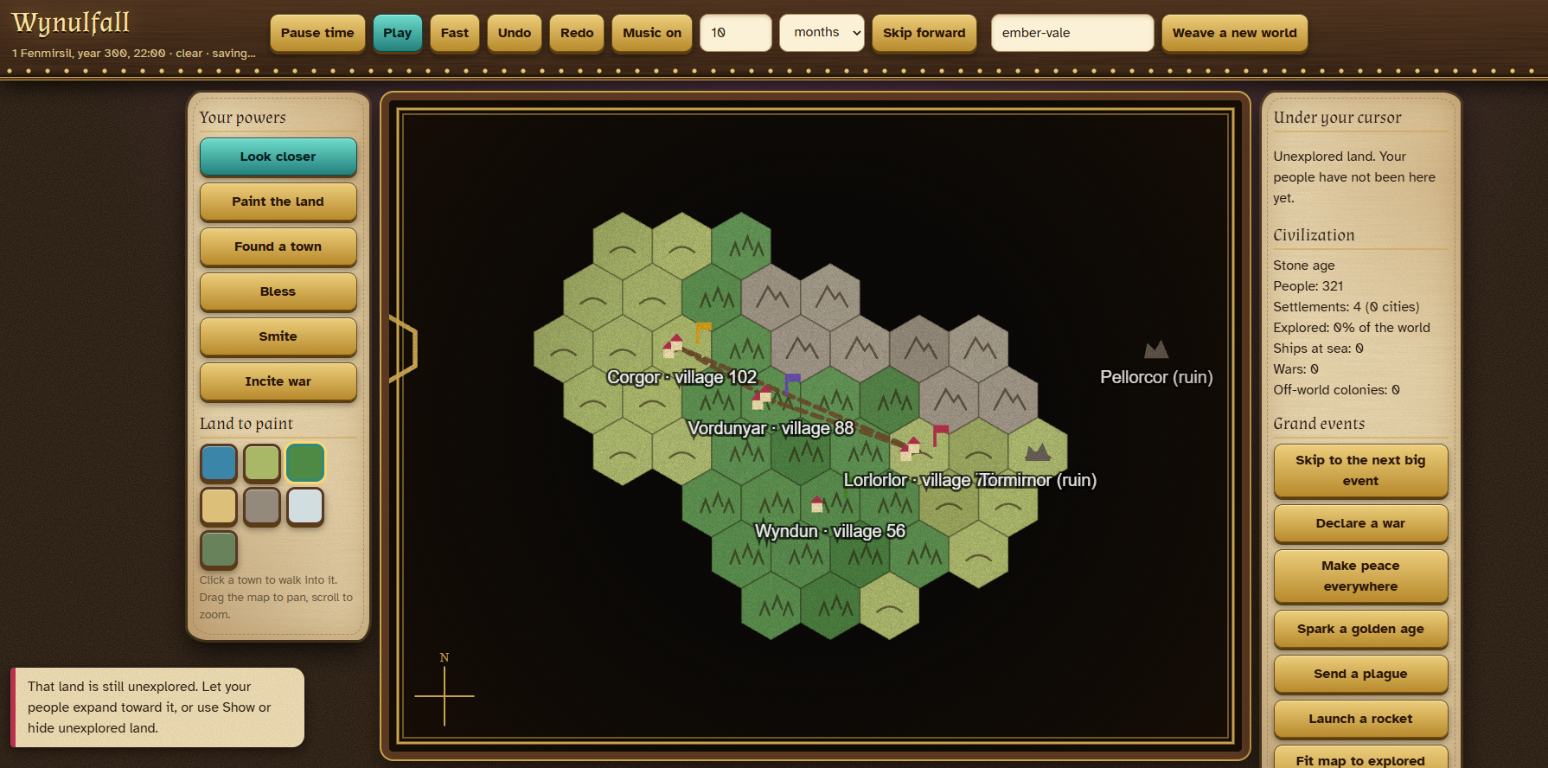 Wynulfall
1 Fenmirsil, year 300, 22:00 · clear · saving...
Pause time
Play
Fast
Undo
Redo
Music on
10
months
Skip forward
ember-vale
Weave a new world
Your powers
Look closer
Paint the land
Found a town
Bless
Smite
Incite war
Land to paint
Click a town to walk into it.
Drag the map to pan, scroll to
zoom.
That land is still unexplored. Let your
people expand toward it, or use Show or
hide unexplored land.
Corgor · village 102
Pellorcor (ruin)
Vordunyar · village 88
Lorlorlor · village
Tormirnor (ruin)
Wyndun · village 56
N
Under your cursor
Unexplored land. Your
people have not been here
yet.
Civilization
Stone age
People: 321
Settlements: 4 (0 cities)
Explored: 0% of the world
Ships at sea: 0
Wars: 0
Off-world colonies: 0
Grand events
Skip to the next big
event
Declare a war
Make peace
everywhere
Spark a golden age
Send a plague
Launch a rocket
Fit map to explored